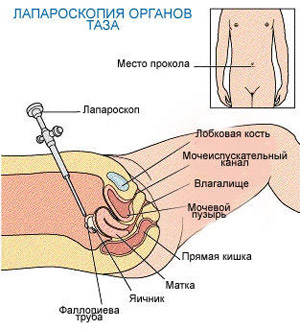 ЛАПАРОСКОПИЯ ОРГАНОВ
ТАЗА
Место прокола
Лапароскоп
Лобковая кость
Мочеиспускательный
канал
Влагалище
Мочевой
пузырь
Прямая кишка
Матка
Яичник
Фаллопиева
труба